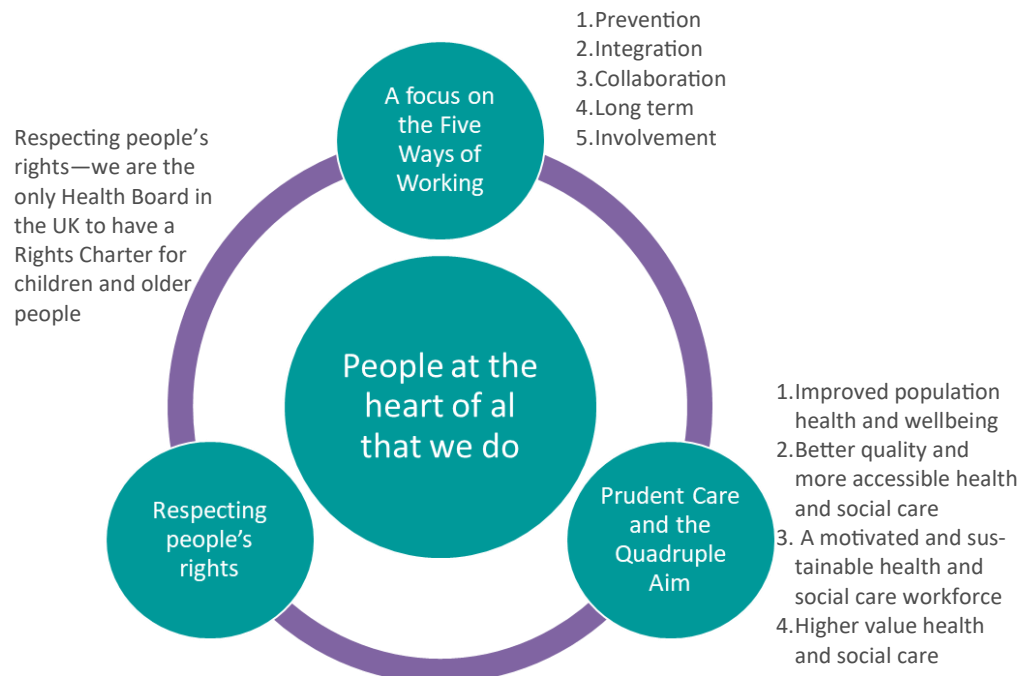 1.Prevention
2.Integration
3.Collaboration
4.Long term
5.Involvement
A focus on
the Five
Ways of
Working
Respecting people’s
rights—we are the
only Health Board in
the UK to have a
Rights Charter for
children and older
people
People at the
heart of al
that we do
Respecting
people’s
rights
Prudent Care
and the
Quadruple
Aim
1.Improved population
health and wellbeing
2.Better quality and
more accessible health
and social care
3. A motivated and sus-
tainable health and
social care workforce
4.Higher value health
and social care